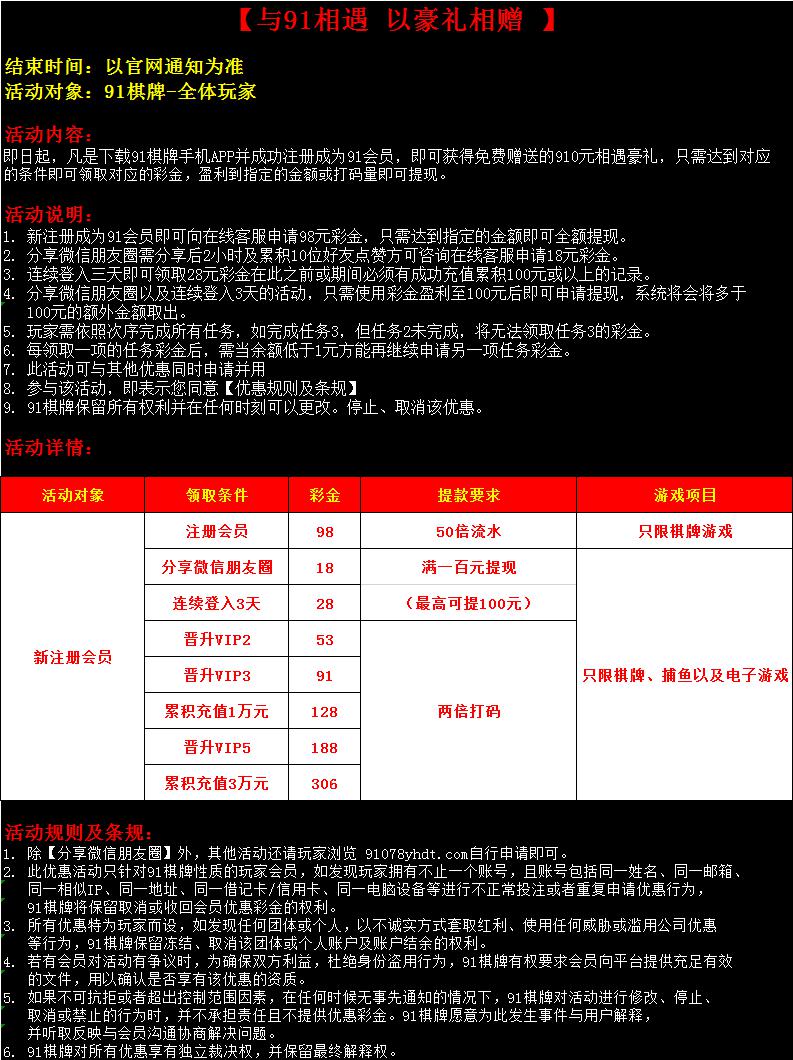 【与91相遇 以豪礼相赠 】
结束时间：以官网通知为准
活动对象：91棋牌-全体玩家
活动内容：
即日起，凡是下载91棋牌手机APP并成功注册成为91会员，即可获得免费赠送的910元相遇豪礼，只需达到对应
的条件即可领取对应的彩金，盈利到指定的金额或打码量即可提现。
活动说明：
1. 新注册成为91会员即可向在线客服申请98元彩金，只需达到指定的金额即可全额提现。
2. 分享微信朋友圈需分享后2小时及累积10位好友点赞方可咨询在线客服申请18元彩金。
3. 连续登入三天即可领取28元彩金在此之前或期间必须有成功充值累积100元或以上的记录。
4. 分享微信朋友圈以及连续登入3天的活动，只需使用彩金盈利至100元后即可申请提现，系统将会将多于
100元的额外金额取出。
5. 玩家需依照次序完成所有任务，如完成任务3，但任务2未完成，将无法领取任务3的彩金。
6. 每领取一项的任务彩金后，需当余额低于1元方能再继续申请另一项任务彩金。
7. 此活动可与其他优惠同时申请并用
8. 参与该活动，即表示您同意【优惠规则及条规】
9. 91棋牌保留所有权利并在任何时刻可以更改。停止、取消该优惠。
活动详情：
活动对象 领取条件 彩金 提款要求 游戏项目
注册会员 98 50倍流水 只限棋牌游戏
分享微信朋友圈 18 满一百元提现
连续登入3天 28 （最高可提100元）
晋升VIP2 53
新注册会员
晋升VIP3 91 只限棋牌、捕鱼以及电子游戏
累积充值1万元 128 两倍打码
晋升VIP5 188
累积充值3万元 306
活动规则及条规：
1. 除【分享微信朋友圈】外，其他活动还请玩家浏览 91078yhdt.com自行申请即可。
2. 此优惠活动只针对91棋牌性质的玩家会员，如发现玩家拥有不止一个账号，且账号包括同一姓名、同一邮箱、
同一相似IP、同一地址、同一借记卡/信用卡、同一电脑设备等进行不正常投注或者重复申请优惠行为，
91棋牌将保留取消或收回会员优惠彩金的权利。
3. 所有优惠特为玩家而设，如发现任何团体或个人，以不诚实方式套取红利、使用任何威胁或滥用公司优惠
等行为，91棋牌保留冻结、取消该团体或个人账户及账户结余的权利。
4. 若有会员对活动有争议时，为确保双方利益，杜绝身份盗用行为，91棋牌有权要求会员向平台提供充足有效
的文件，用以确认是否享有该优惠的资质。
5. 如果不可抗拒或者超出控制范围因素，在任何时候无事先通知的情况下，91棋牌对活动进行修改、停止、
取消或禁止的行为时，并不承担责任且不提供优惠彩金。91棋牌愿意为此发生事件与用户解释，
并听取反映与会员沟通协商解决问题。
6. 91棋牌对所有优惠享有独立裁决权，并保留最终解释权。